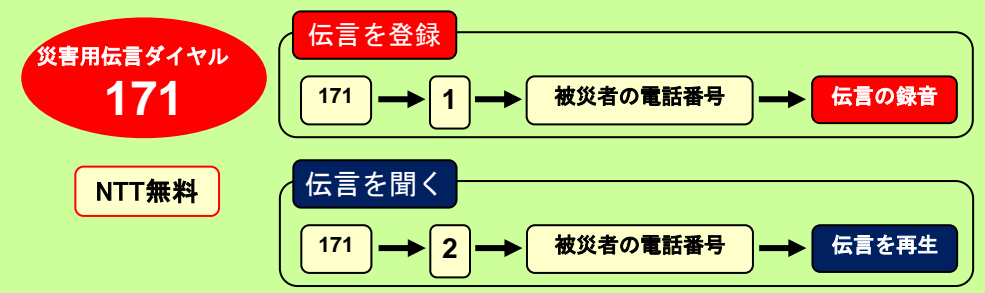 災害用伝言ダイヤル
171
NTT無料
伝言を登録
171
1
被災者の電話番号
伝言の録音
伝言を聞く
171
2
被災者の電話番号
伝言を再生